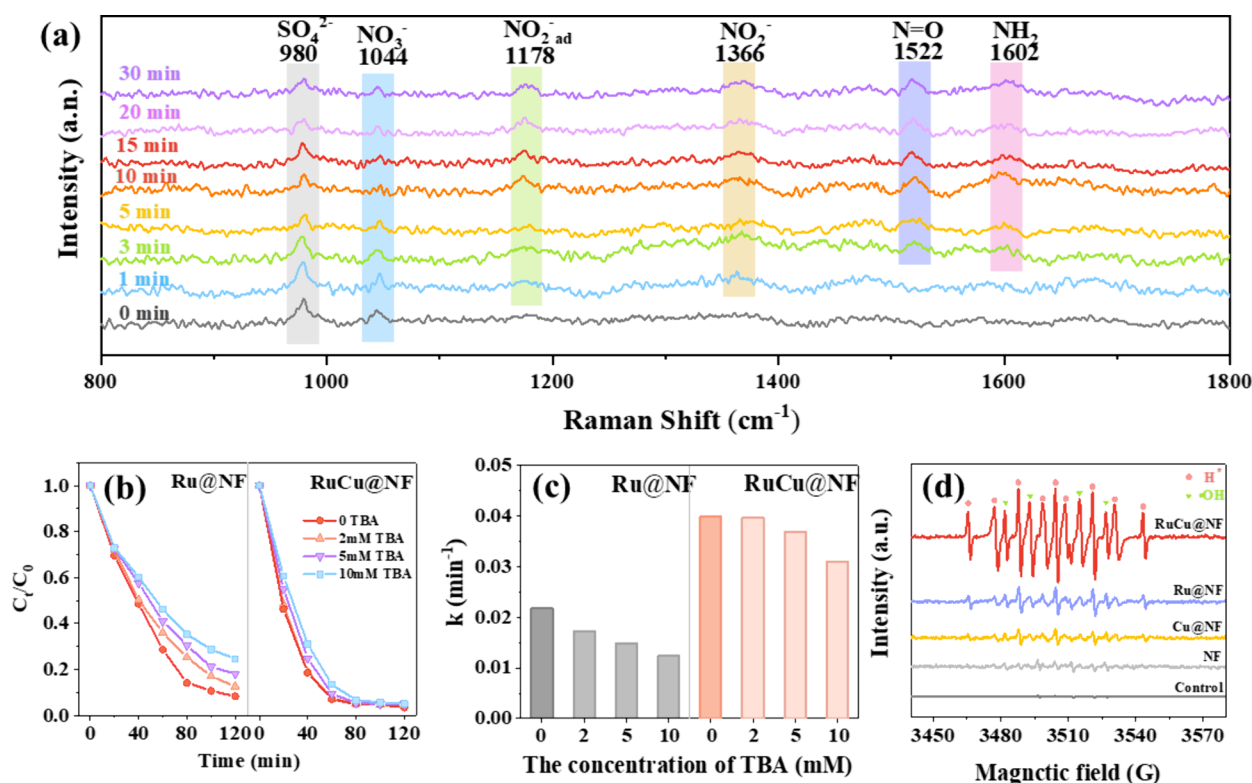 (a)
SO₄²⁻ NO₃⁻ NO₂⁻ad NO₂⁻ N=O NH₂
980 1044 1178 1366 1522 1602
30 min
20 min
15 min
10 min
5 min
3 min
1 min
0 min
Intensity (a.u.)
800 1000 1200 1400 1600 1800
Raman Shift (cm⁻¹)
(b) Ru@NF RuCu@NF
0 TBA
2mM TBA
5mM TBA
10mM TBA
1.0
0.8
0.6
0.4
0.2
0.0
Cₜ/C₀
0 40 80 120 0 40 80 120
Time (min)
(c) Ru@NF RuCu@NF
0.05
0.04
0.03
0.02
0.01
0.00
k (min⁻¹)
0 2 5 10 0 2 5 10
The concentration of TBA (mM)
(d)
H*
•OH
RuCu@NF
Ru@NF
Cu@NF
NF
Control
Intensity (a.u.)
3450 3480 3510 3540 3570
Magnctic field (G)